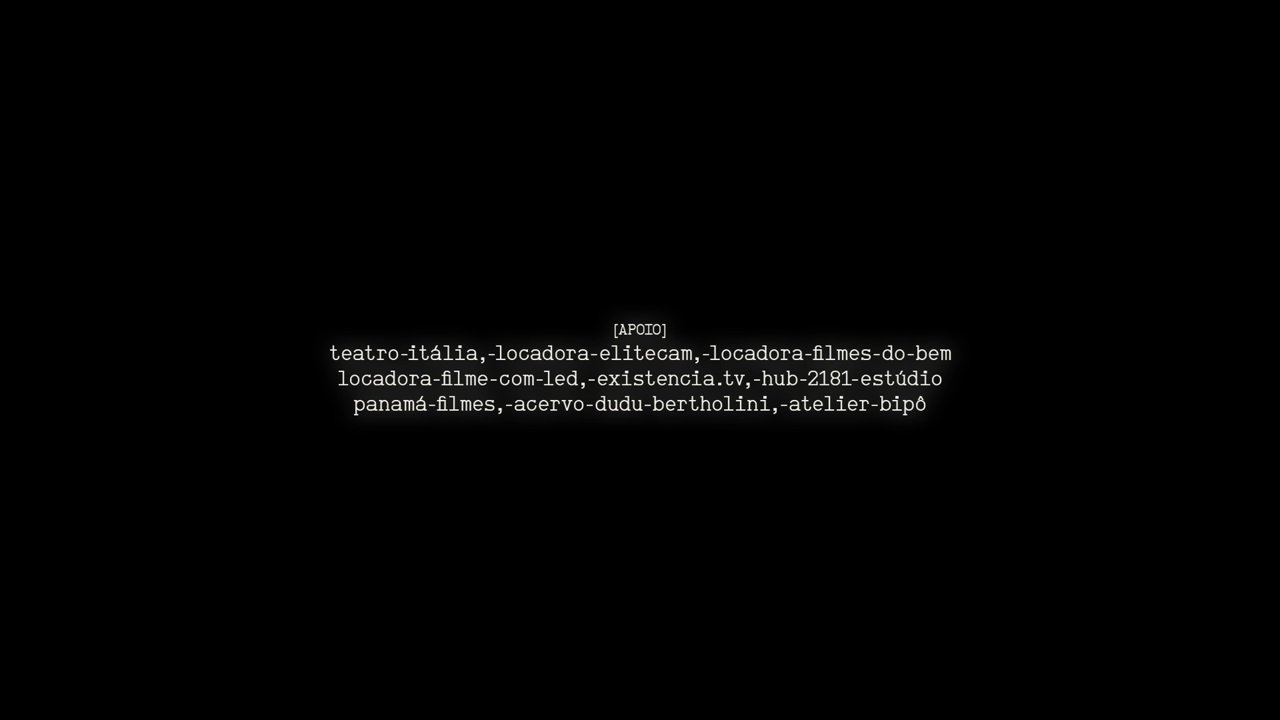 [APOIO]
teatro-itália,-locadora-elitecam,-locadora-filmes-do-bem
locadora-filme-com-led,-existencia.tv,-hub-2181-estúdio
panamá-filmes,-acervo-dudu-bertholini,-atelier-bipô